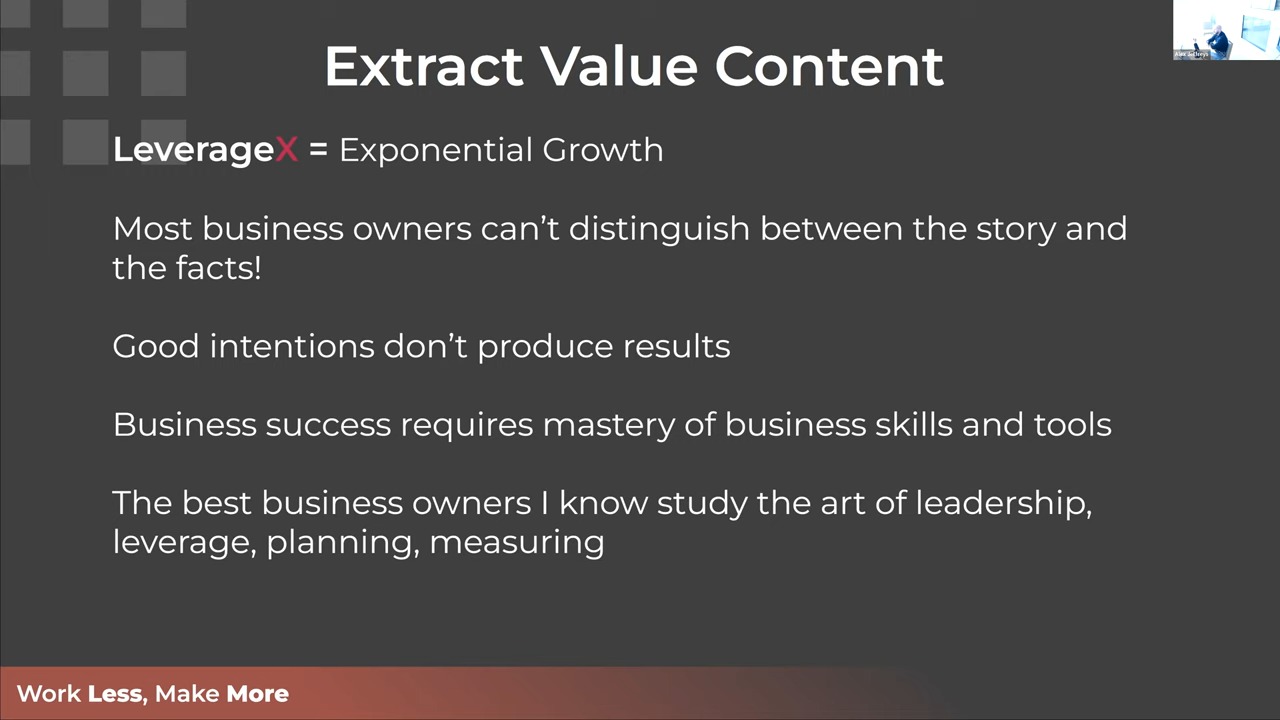 Extract Value Content
LeverageX = Exponential Growth
Most business owners can’t distinguish between the story and
the facts!
Good intentions don’t produce results
Business success requires mastery of business skills and tools
The best business owners I know study the art of leadership,
leverage, planning, measuring
Work Less, Make More